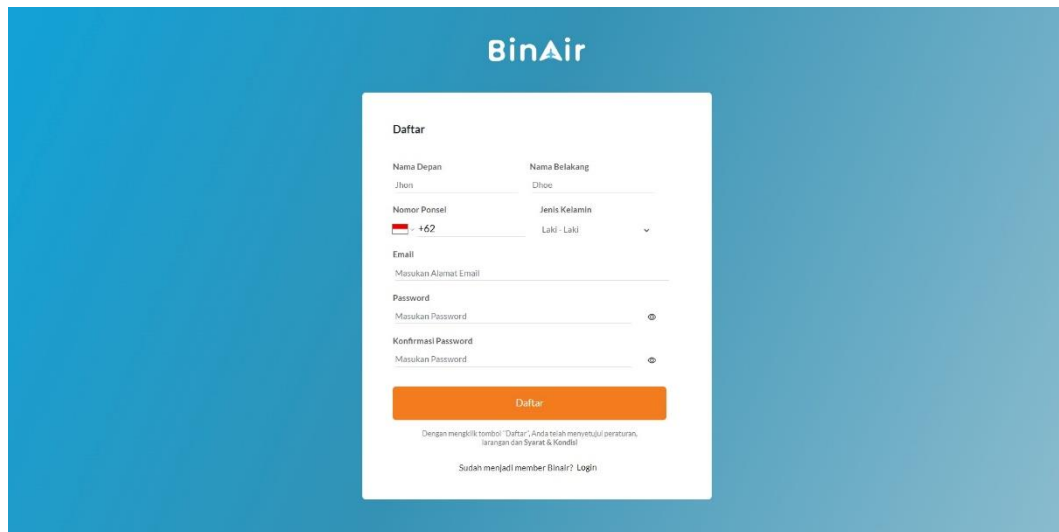 BinAir
Daftar
Nama Depan Nama Belakang
Jhon Dhoe
Nomor Ponsel Jenis Kelamin
+62 Laki - Laki
Email
Masukan Alamat Email
Password
Masukan Password
Konfirmasi Password
Masukan Password
Daftar
Dengan mengklik tombol "Daftar", Anda telah menyetujui peraturan,
larangan dan Syarat & Kondisi
Sudah menjadi member Binair? Login